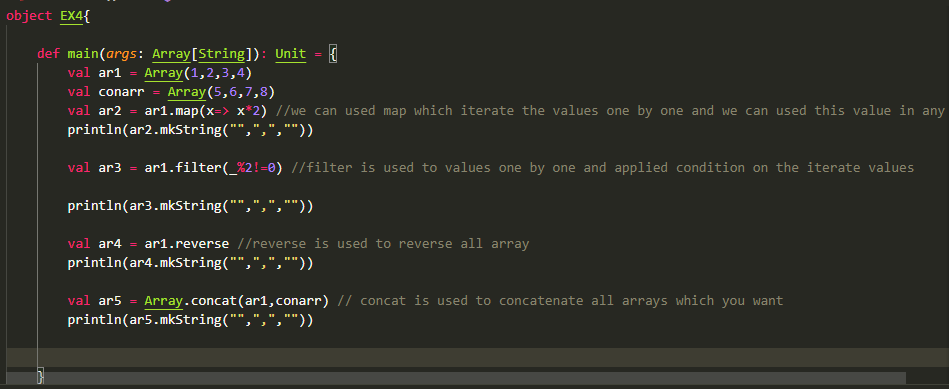 object EX4{
def main(args: Array[String]): Unit = {
val ar1 = Array(1,2,3,4)
val conarr = Array(5,6,7,8)
val ar2 = ar1.map(x=> x*2) //we can used map which iterate the values one by one and we can used this value in any
println(ar2.mkString("",",",""))
val ar3 = ar1.filter(_%2!=0) //filter is used to values one by one and applied condition on the iterate values
println(ar3.mkString("",",",""))
val ar4 = ar1.reverse //reverse is used to reverse all array
println(ar4.mkString("",",",""))
val ar5 = Array.concat(ar1,conarr) // concat is used to concatenate all arrays which you want
println(ar5.mkString("",",",""))
}